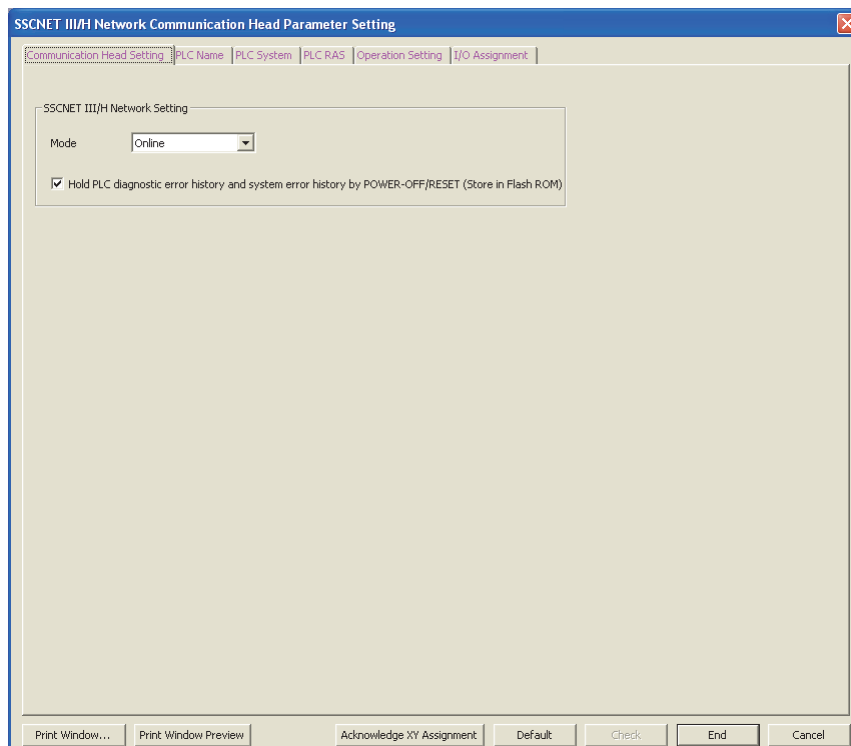 SSCNET III/H Network Communication Head Parameter Setting
Communication Head Setting PLC Name PLC System PLC RAS Operation Setting I/O Assignment
SSCNET III/H Network Setting
Mode Online
Hold PLC diagnostic error history and system error history by POWER-OFF/RESET (Store in Flash ROM)
Print Window... Print Window Preview Acknowledge XY Assignment Default Check End Cancel